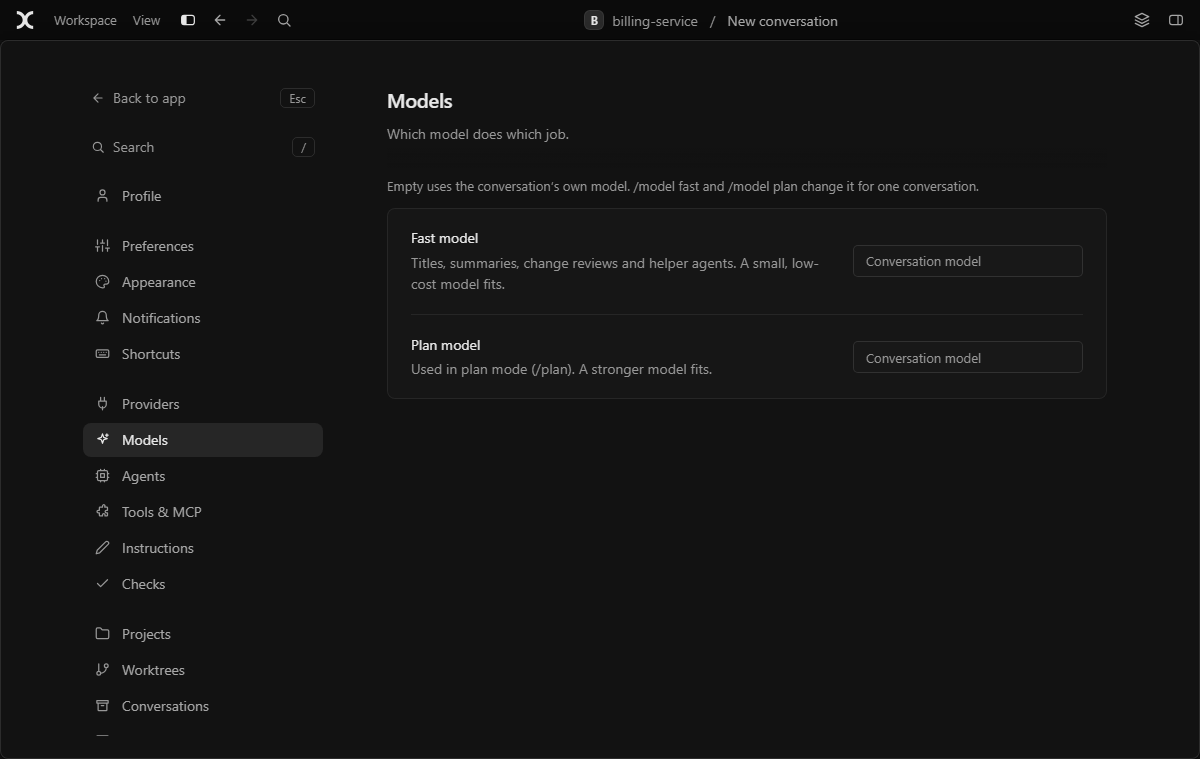 Workspace View
B billing-service / New conversation
Back to app Esc
Search /
Profile
Preferences
Appearance
Notifications
Shortcuts
Providers
Models
Agents
Tools & MCP
Instructions
Checks
Projects
Worktrees
Conversations
Models
Which model does which job.
Empty uses the conversation's own model. /model fast and /model plan change it for one conversation.
Fast model
Titles, summaries, change reviews and helper agents. A small, low-
cost model fits.
Conversation model
Plan model
Used in plan mode (/plan). A stronger model fits.
Conversation model